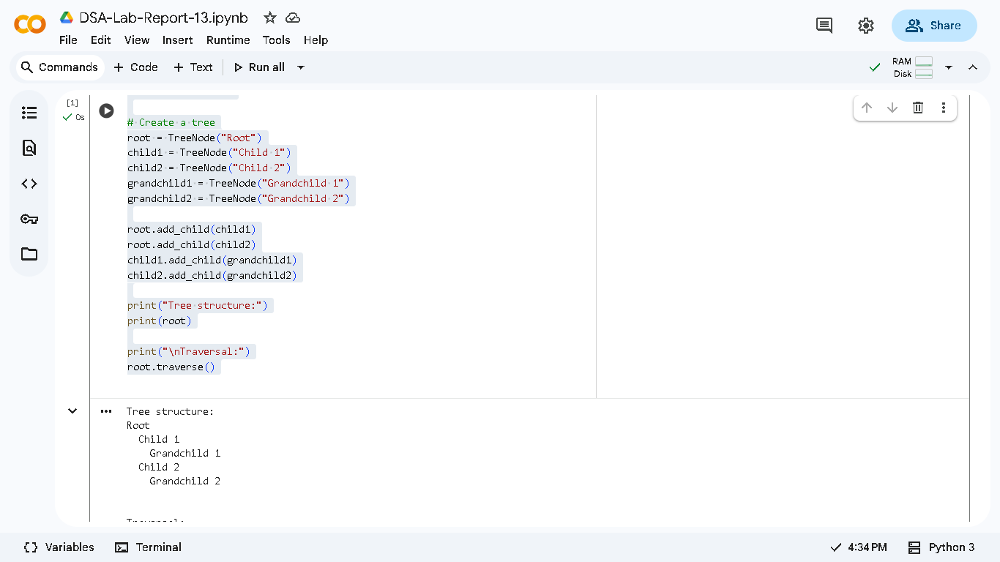 DSA-Lab-Report-13.ipynb
File Edit View Insert Runtime Tools Help
Share
Commands + Code + Text Run all
RAM
Disk
[1]
0s
# Create a tree
root = TreeNode("Root")
child1 = TreeNode("Child 1")
child2 = TreeNode("Child 2")
grandchild1 = TreeNode("Grandchild 1")
grandchild2 = TreeNode("Grandchild 2")
root.add_child(child1)
root.add_child(child2)
child1.add_child(grandchild1)
child2.add_child(grandchild2)
print("Tree structure:")
print(root)
print("\nTraversal:")
root.traverse()
Tree structure:
Root
Child 1
Grandchild 1
Child 2
Grandchild 2
Variables Terminal 4:34 PM Python 3